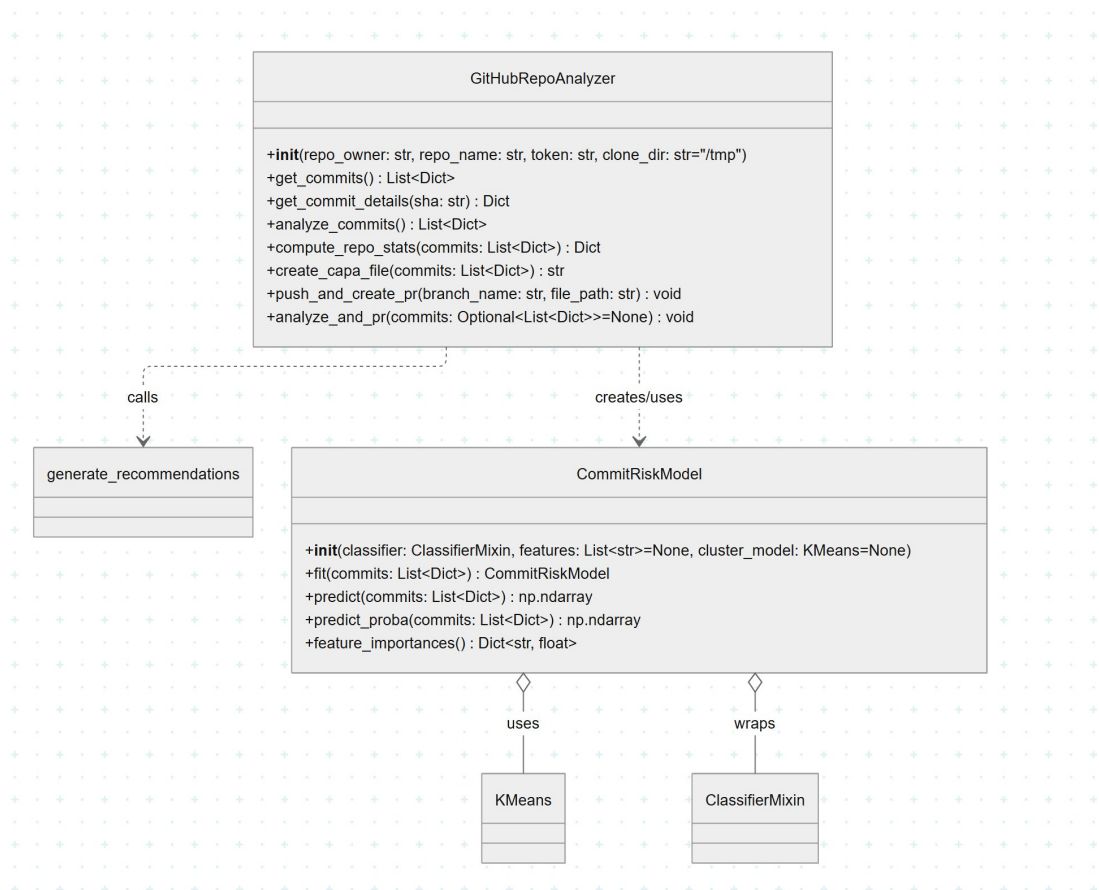 GitHubRepoAnalyzer
+init(repo_owner: str, repo_name: str, token: str, clone_dir: str="/tmp")
+get_commits() : List<Dict>
+get_commit_details(sha: str) : Dict
+analyze_commits() : List<Dict>
+compute_repo_stats(commits: List<Dict>) : Dict
+create_capa_file(commits: List<Dict>) : str
+push_and_create_pr(branch_name: str, file_path: str) : void
+analyze_and_pr(commits: Optional<List<Dict>>=None) : void
calls
creates/uses
generate_recommendations
CommitRiskModel
+init(classifier: ClassifierMixin, features: List<str>=None, cluster_model: KMeans=None)
+fit(commits: List<Dict>) : CommitRiskModel
+predict(commits: List<Dict>) : np.ndarray
+predict_proba(commits: List<Dict>) : np.ndarray
+feature_importances() : Dict<str, float>
uses
wraps
KMeans
ClassifierMixin